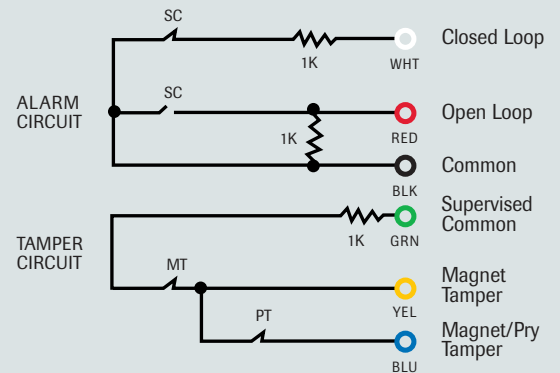 SC
1K
WHT
Closed Loop
ALARM
CIRCUIT
SC
1K
RED
Open Loop
BLK
Common
TAMPER
CIRCUIT
1K
GRN
Supervised
Common
MT
YEL
Magnet
Tamper
PT
BLU
Magnet/Pry
Tamper